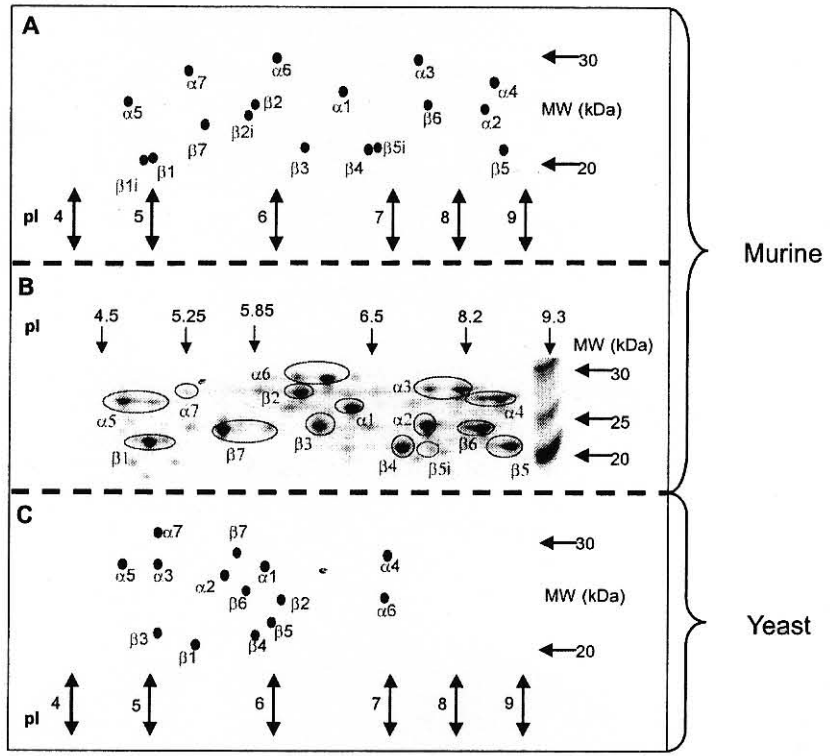 A
α6
α3
30
α7
α4
α5
β2
α1
β6
α2
MW (kDa)
β7
β2i
β1i
β1
β3
β4
β5i
β5
20
pI
4
5
6
7
8
9
Murine
B
pI
4.5
5.25
5.85
6.5
8.2
9.3
MW (kDa)
α6
α3
30
α5
α7
β2
α1
α2
α4
25
β1
β7
β3
β4
β5i
β6
β5
20
C
α7
β7
30
α5
α3
α2
α1
α4
β6
β2
α6
MW (kDa)
β3
β1
β4
β5
20
pI
4
5
6
7
8
9
Yeast